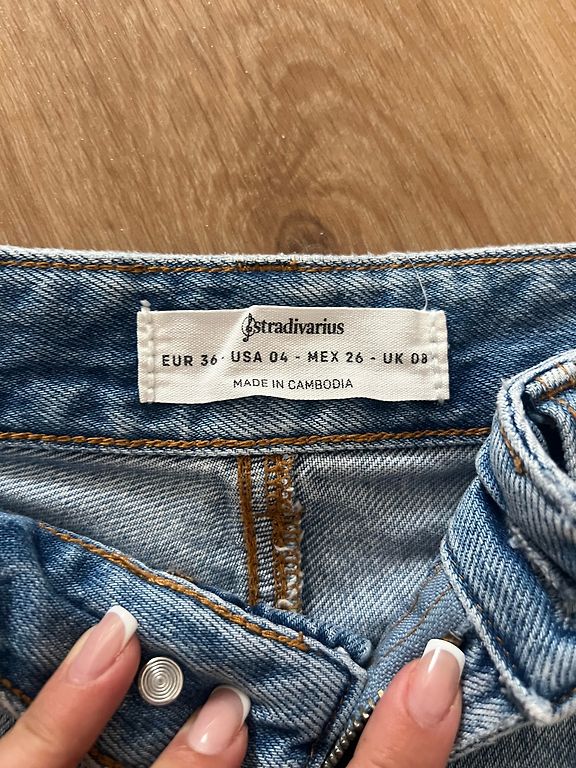 stradivarius
EUR 36 - USA 04 - MEX 26 - UK 08
MADE IN CAMBODIA